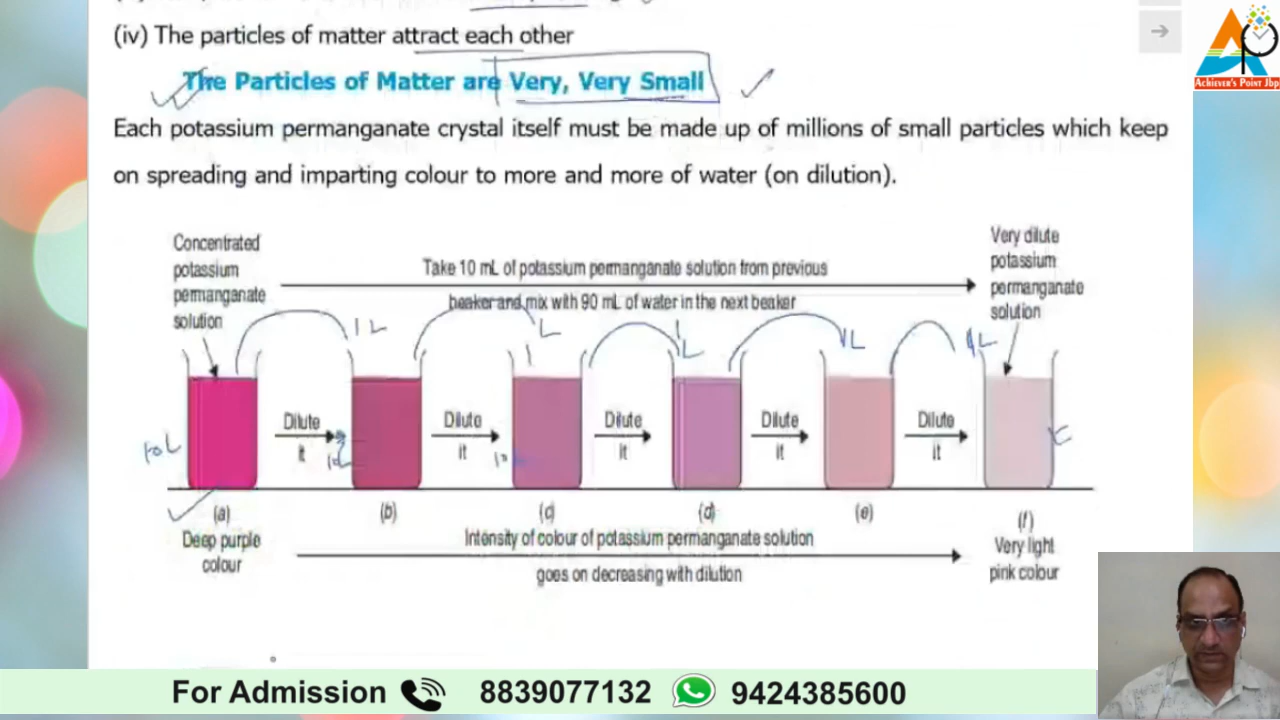 (iv) The particles of matter attract each other
The Particles of Matter are Very, Very Small
Each potassium permanganate crystal itself must be made up of millions of small particles which keep
on spreading and imparting colour to more and more of water (on dilution).
Concentrated
potassium
permanganate
solution
Take 10 mL of potassium permanganate solution from previous
beaker and mix with 90 mL of water in the next beaker
Very dilute
potassium
permanganate
solution
1 L
L
L
L
L
Dilute
it
Dilute
it
Dilute
it
Dilute
it
Dilute
it
10L
(a)
(b)
(c)
(d)
(e)
(f)
Deep purple
colour
Intensity of colour of potassium permanganate solution
goes on decreasing with dilution
Very light
pink colour
ACHIEVER'S POINT Jbp
For Admission 8839077132 9424385600